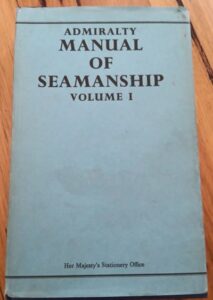 ADMIRALTY
MANUAL
OF
SEAMANSHIP
VOLUME I
Her Majesty's Stationery Office